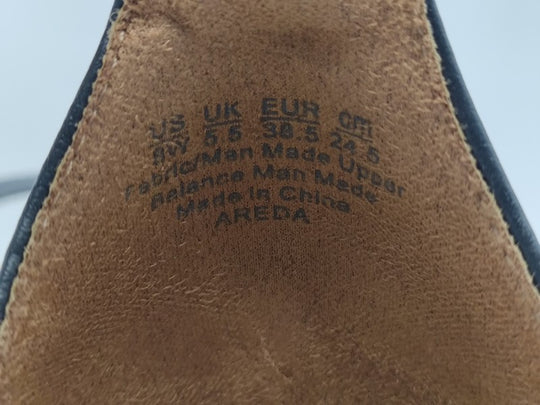 US UK EUR cm
8W 5.5 38.5 24.5
Fabric/Man Made Upper
Balance Man Made
Made in China
AREDA